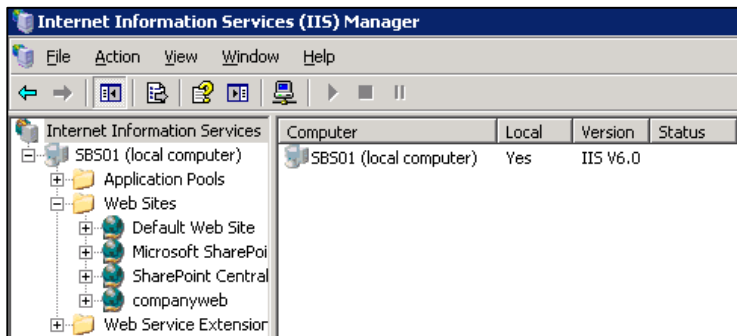 Internet Information Services (IIS) Manager
File Action View Window Help
Internet Information Services
SBS01 (local computer)
Application Pools
Web Sites
Default Web Site
Microsoft SharePoi
SharePoint Central
companyweb
Web Service Extension
Computer Local Version Status
SBS01 (local computer) Yes IIS V6.0